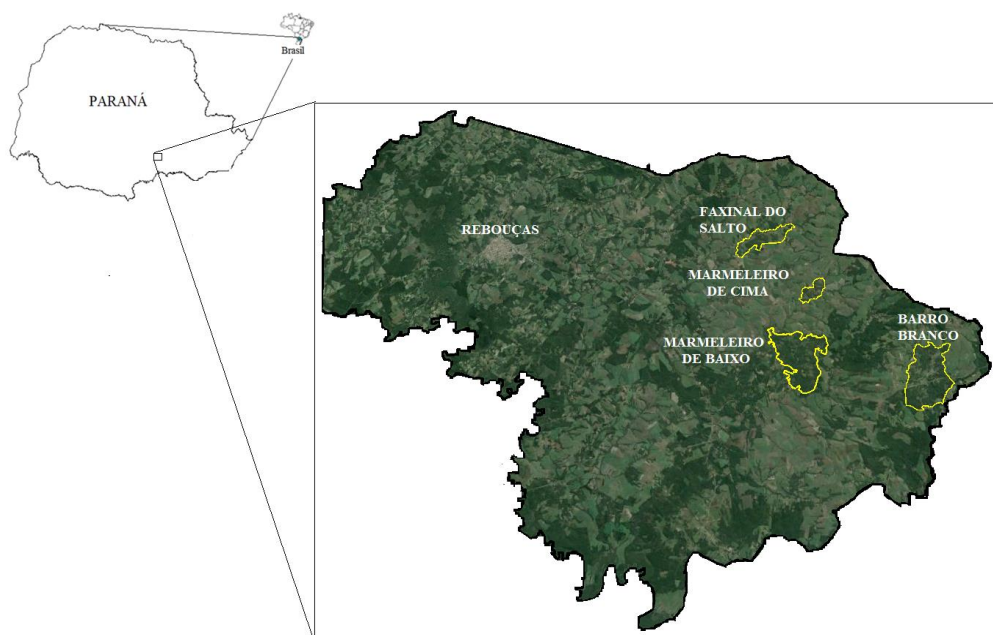 Brasil
PARANÁ
FAXINAL DO
SALTO
REBOUÇAS
MARMELEIRO
DE CIMA
BARRO
BRANCO
MARMELEIRO
DE BAIXO